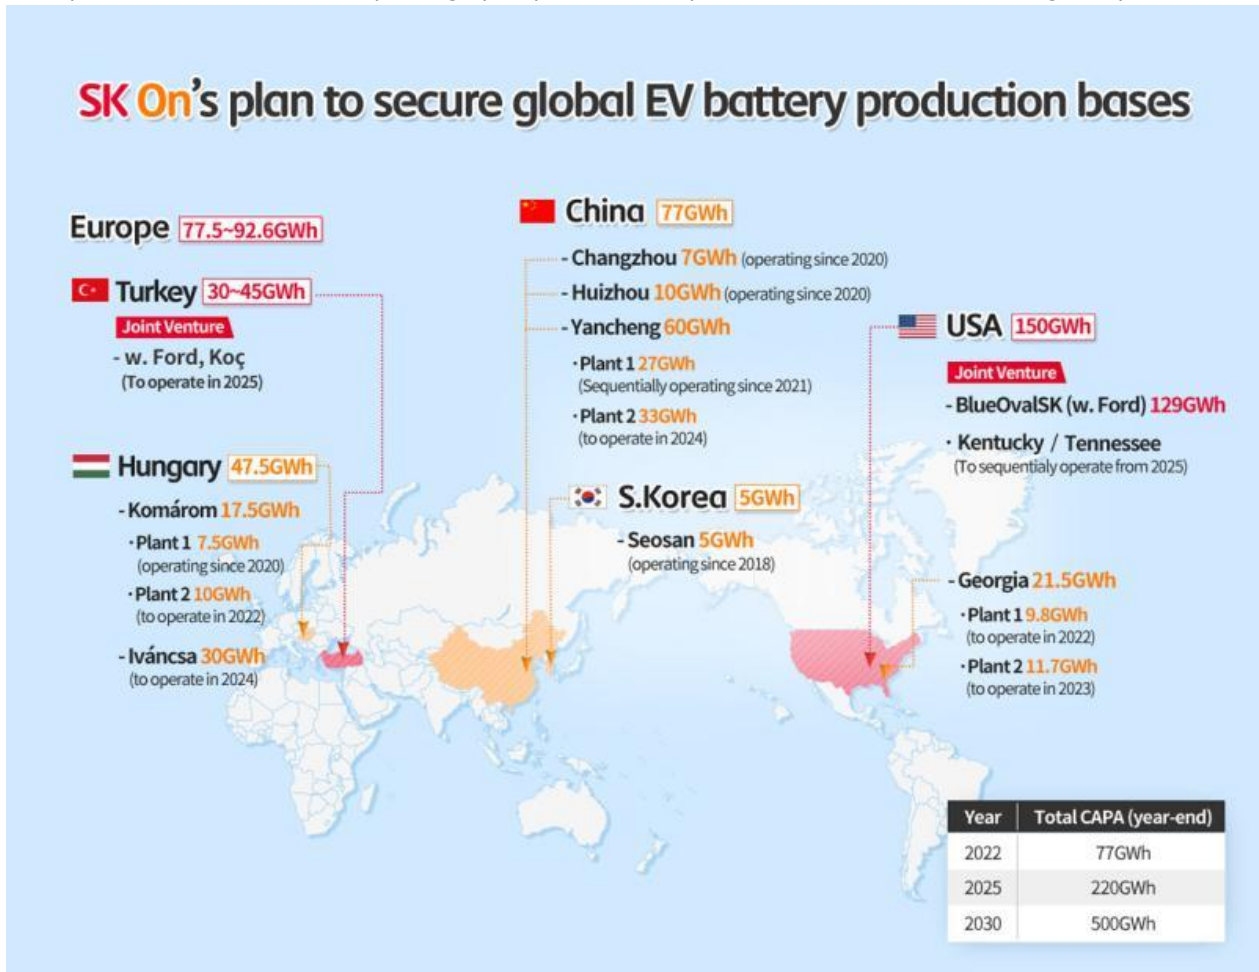 SK On's plan to secure global EV battery production bases
Europe 77.5~92.6GWh
Turkey 30~45GWh
Joint Venture
- w. Ford, Koç
(To operate in 2025)
Hungary 47.5GWh
- Komárom 17.5GWh
· Plant 1 7.5GWh
(operating since 2020)
· Plant 2 10GWh
(to operate in 2022)
- Iváncsa 30GWh
(to operate in 2024)
China 77GWh
- Changzhou 7GWh (operating since 2020)
- Huizhou 10GWh (operating since 2020)
- Yancheng 60GWh
· Plant 1 27GWh
(Sequentially operating since 2021)
· Plant 2 33GWh
(to operate in 2024)
S.Korea 5GWh
- Seosan 5GWh
(operating since 2018)
USA 150GWh
Joint Venture
- BlueOvalSK (w. Ford) 129GWh
· Kentucky / Tennessee
(To sequentialy operate from 2025)
- Georgia 21.5GWh
· Plant 1 9.8GWh
(to operate in 2022)
· Plant 2 11.7GWh
(to operate in 2023)
Year Total CAPA (year-end)
2022 77GWh
2025 220GWh
2030 500GWh